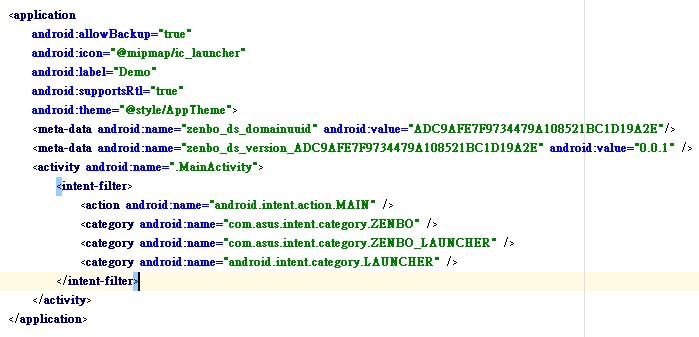 <application
android:allowBackup="true"
android:icon="@mipmap/ic_launcher"
android:label="Demo"
android:supportsRtl="true"
android:theme="@style/AppTheme">
<meta-data android:name="zenbo_ds_domainuuid" android:value="ADC9AFE7F9734479A108521BC1D19A2E"/>
<meta-data android:name="zenbo_ds_version_ADC9AFE7F9734479A108521BC1D19A2E" android:value="0.0.1" />
<activity android:name=".MainActivity">
<intent-filter>
<action android:name="android.intent.action.MAIN" />
<category android:name="com.asus.intent.category.ZENBO" />
<category android:name="com.asus.intent.category.ZENBO_LAUNCHER" />
<category android:name="android.intent.category.LAUNCHER" />
</intent-filter>
</activity>
</application>